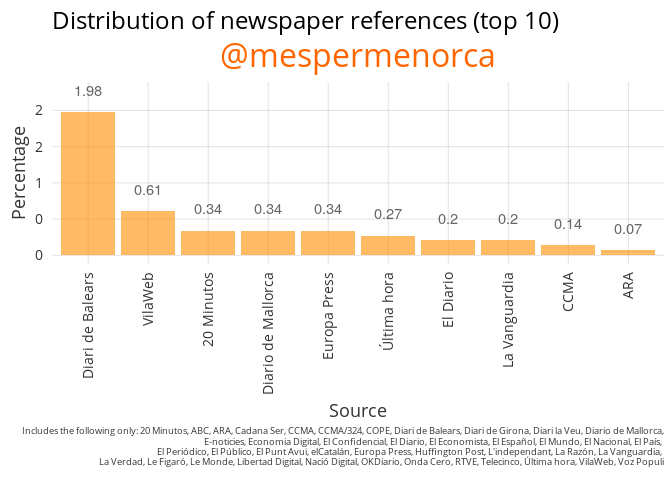 Distribution of newspaper references (top 10)
@mespermenorca
Percentage
2
2
1
0
0
1.98
0.61
0.34
0.34
0.34
0.27
0.2
0.2
0.14
0.07
Diari de Balears
VilaWeb
20 Minutos
Diario de Mallorca
Europa Press
Última hora
El Diario
La Vanguardia
CCMA
ARA
Source
Includes the following only: 20 Minutos, ABC, ARA, Cadana Ser, CCMA, CCMA/324, COPE, Diari de Balears, Diari de Girona, Diari la Veu, Diario de Mallorca,
E-noticies, Economia Digital, El Confidencial, El Diario, El Economista, El Español, El Mundo, El Nacional, El País,
El Periódico, El Público, El Punt Avui, elCatalán, Europa Press, Huffington Post, L'independant, La Razón, La Vanguardia,
La Verdad, Le Figaró, Le Monde, Libertad Digital, Nació Digital, OKDiario, Onda Cero, RTVE, Telecinco, Última hora, VilaWeb, Voz Populi